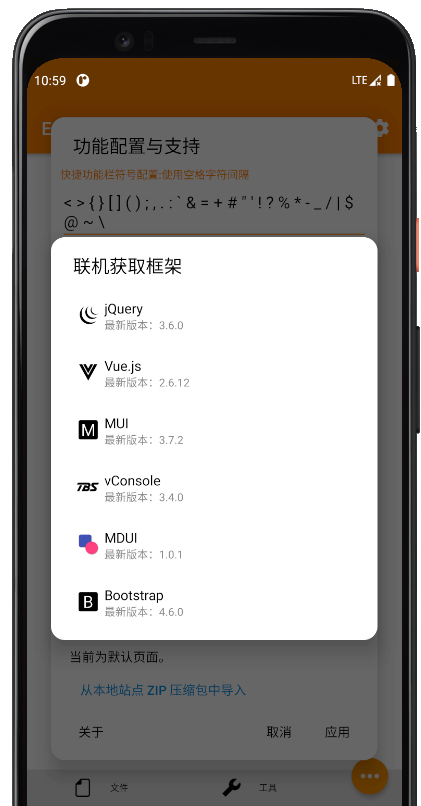 10:59
LTE
E
功能配置与支持
快捷功能栏符号配置:使用空格字符间隔
< > { } [ ] ( ) ; , . : ` & = + # " ' ! ? % * - _ / | $
@ ~ \
联机获取框架
jQuery
最新版本：3.6.0
Vue.js
最新版本：2.6.12
M
MUI
最新版本：3.7.2
TBS
vConsole
最新版本：3.4.0
MDUI
最新版本：1.0.1
B
Bootstrap
最新版本：4.6.0
当前为默认页面。
从本地站点 ZIP 压缩包中导入
关于
取消
应用
文件
工具